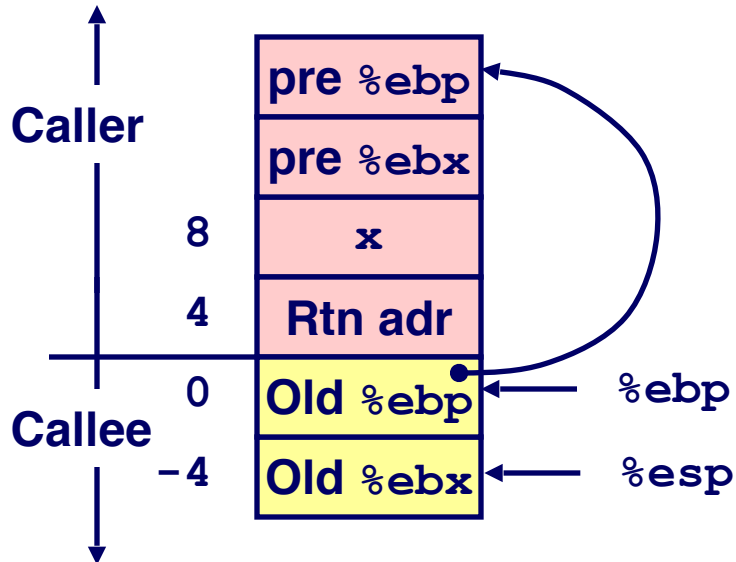 pre %ebp
Caller
pre %ebx
8 x
4 Rtn adr
0 Old %ebp %ebp
Callee
-4 Old %ebx %esp